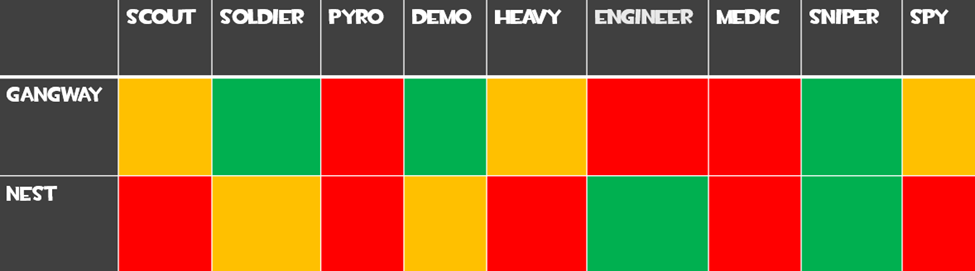 SCOUT SOLDIER PYRO DEMO HEAVY ENGINEER MEDIC SNIPER SPY
GANGWAY
NEST